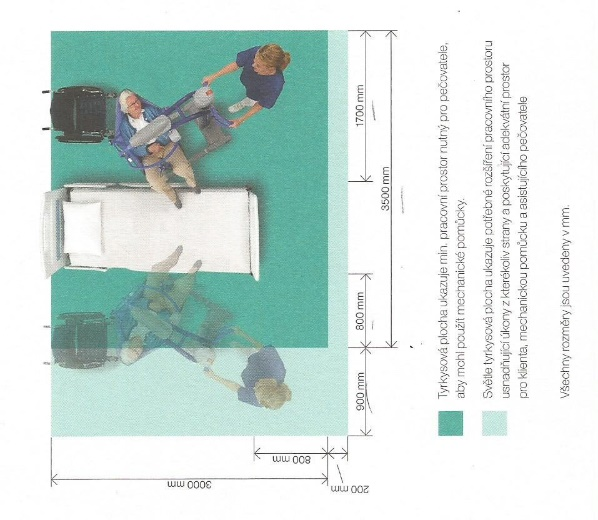 1700 mm
3500 mm
800 mm
900 mm
3000 mm
800 mm
200 mm
Tyrkysová plocha ukazuje min. pracovní prostor nutný pro pečovatele,
aby mohl použít mechanické pomůcky.
Světle tyrkysová plocha ukazuje potřebné rozšíření pracovního prostoru
usnadňující úkony z kterékoliv strany a poskytující adekvátní prostor
pro klienta, mechanickou pomůcku a asistujícího pečovatele
Všechny rozměry jsou uvedeny v mm.